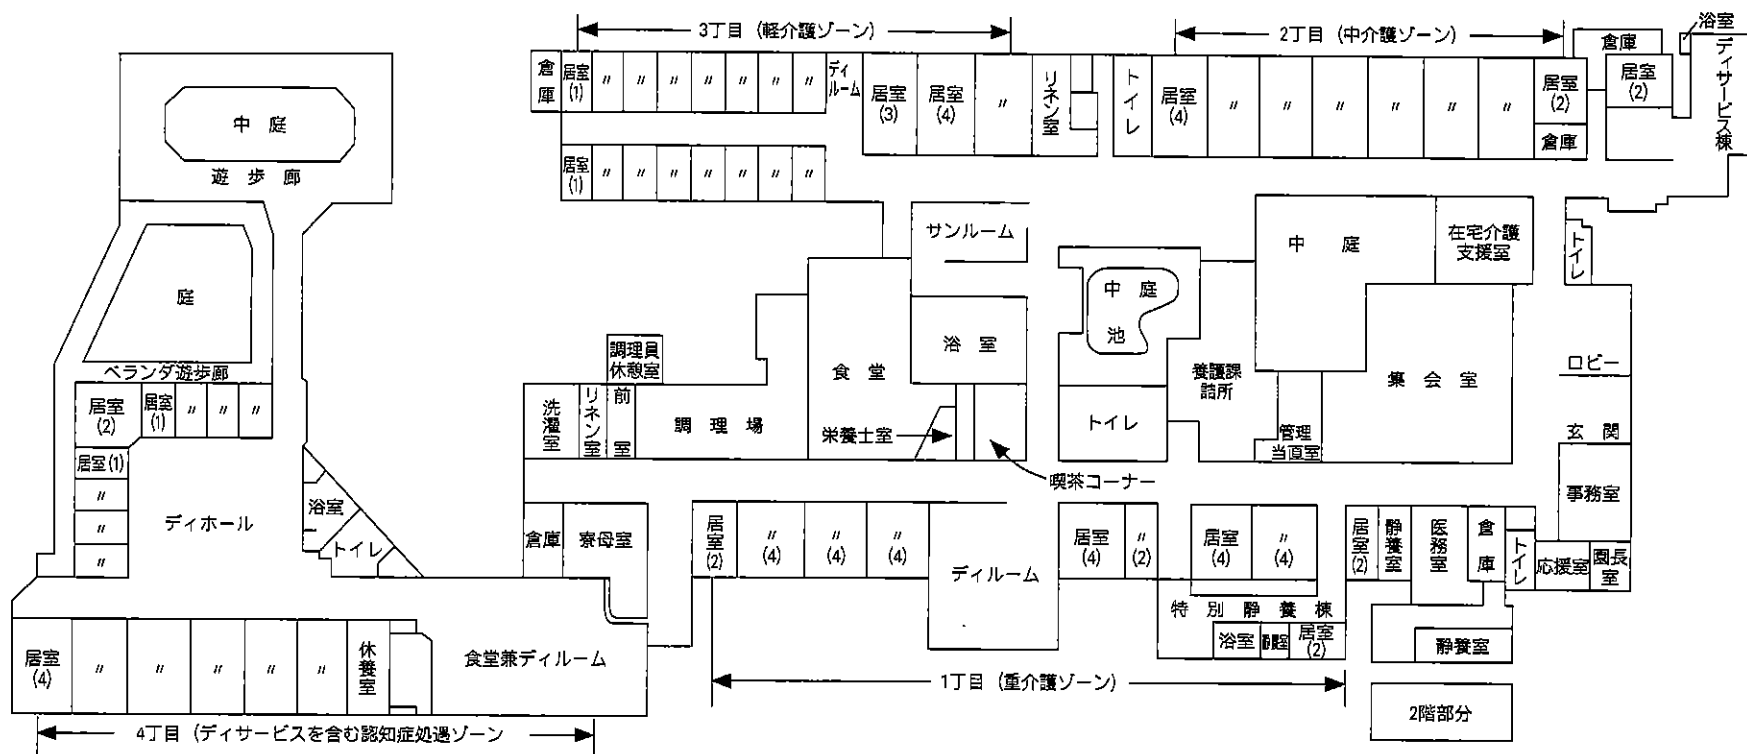 3丁目（軽介護ゾーン）
2丁目（中介護ゾーン）
浴室
倉庫
居室
(1)
〃
〃
〃
〃
〃
〃
〃
ディ
ルーム
居室
(3)
居室
(4)
〃
リネン室
トイレ
居室
(4)
〃
〃
〃
〃
〃
〃
居室
(2)
倉庫
倉庫
居室
(2)
ディサービス棟
居室
(1)
〃
〃
〃
〃
〃
〃
〃
中庭
遊歩廊
庭
ベランダ遊歩廊
サンルーム
中庭
池
中庭
在宅介護
支援室
トイレ
調理員
休憩室
洗濯室
リネン室
前室
調理場
食堂
浴室
栄養士室
喫茶コーナー
トイレ
養護課
詰所
管理
当直室
集会室
ロビー
玄関
事務室
居室
(2)
居室
(1)
〃
〃
〃
居室(1)
〃
〃
〃
ディホール
浴室
トイレ
倉庫
寮母室
居室
(2)
〃
(4)
〃
(4)
〃
(4)
ディルーム
居室
(4)
〃
(2)
居室
(4)
〃
(4)
居室
(2)
静養室
医務室
倉庫
トイレ
応援室
園長
室
特別静養棟
浴室
居室
(2)
静養室
居室
(4)
〃
〃
〃
〃
〃
休養室
食堂兼ディルーム
1丁目（重介護ゾーン）
2階部分
4丁目（ディサービスを含む認知症処遇ゾーン